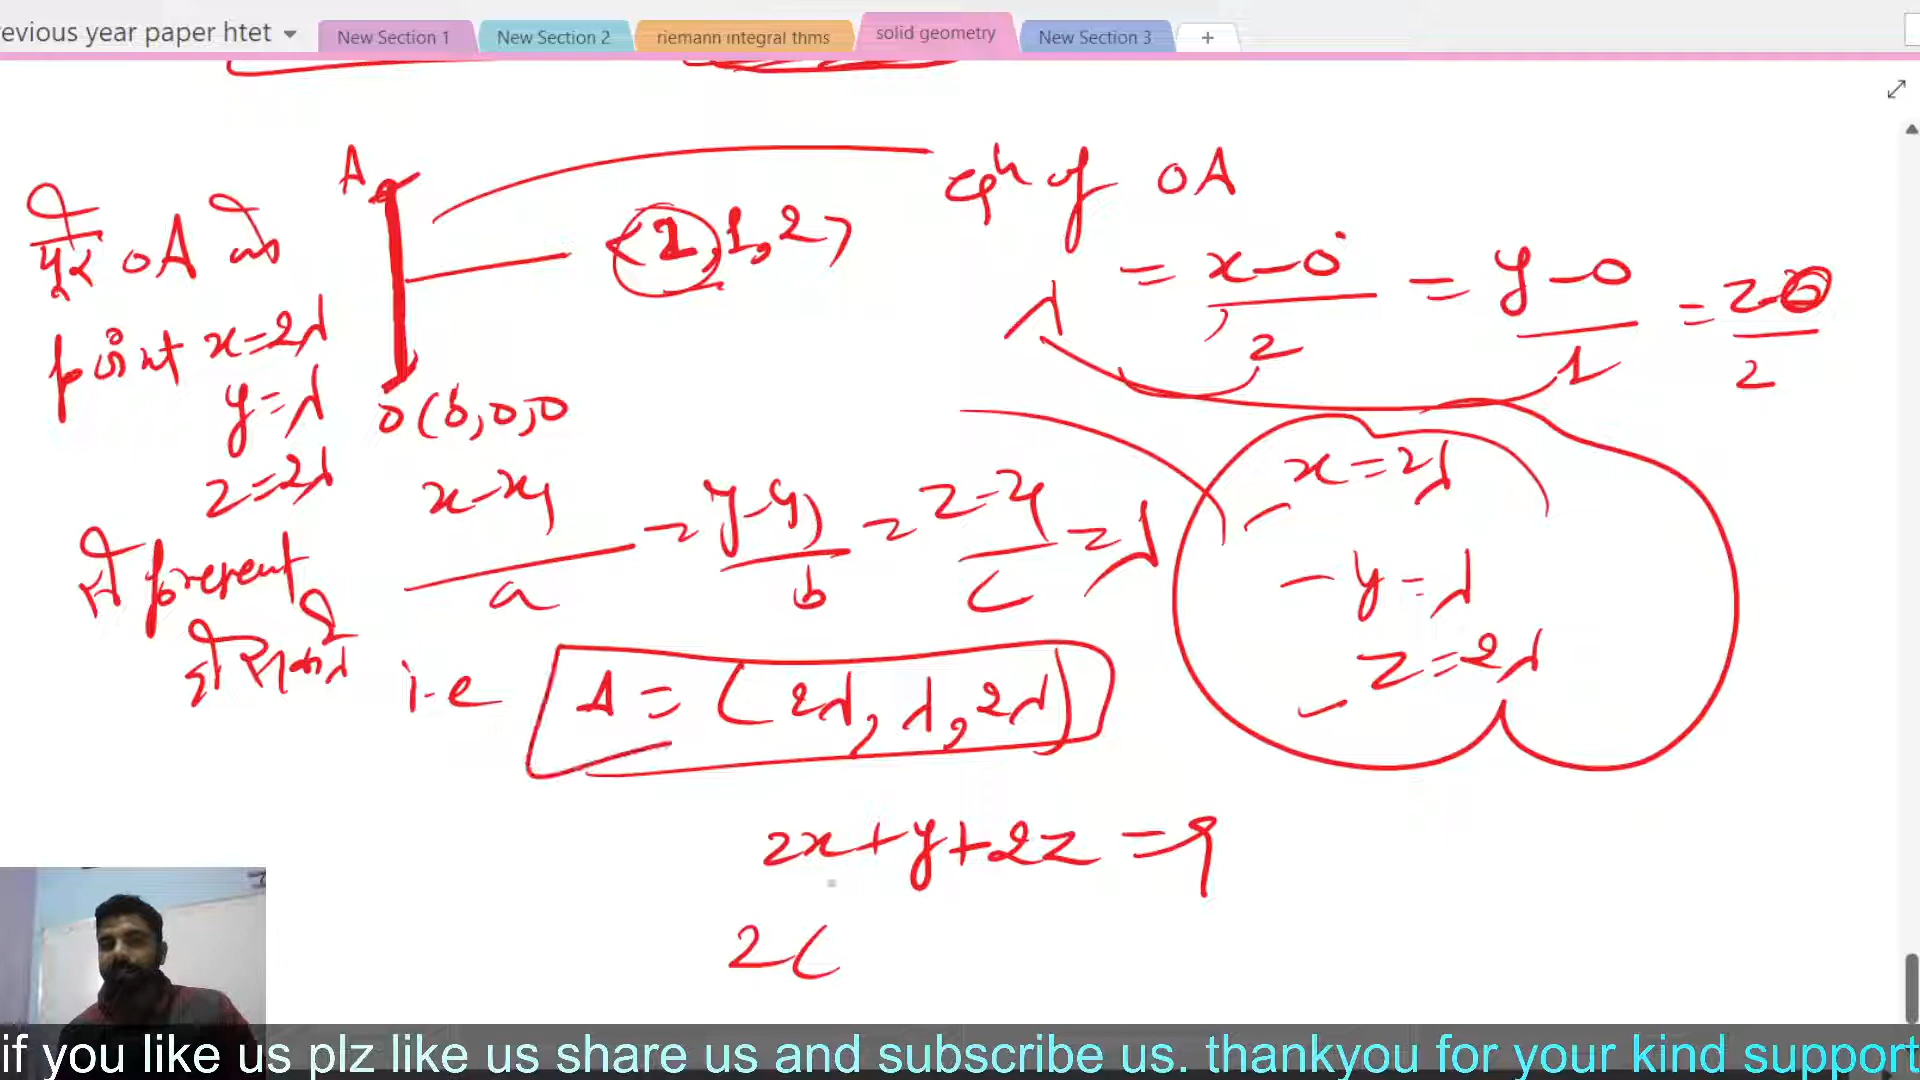 evious year paper htet
New Section 1
New Section 2
riemann integral thms
solid geometry
New Section 3
+
A
eqn of OA
<2,1,2>
OA
point x=2λ
y=λ
z=2λ
O(0,0,0
λ = x-0/2 = y-0/1 = z-0/2
x=2λ
y=λ
z=2λ
x-x1/a = y-y1/b = z-z1/c = λ
i.e A = (2λ, λ, 2λ)
2x+y+2z=9
2(
if you like us plz like us share us and subscribe us. thankyou for your kind support